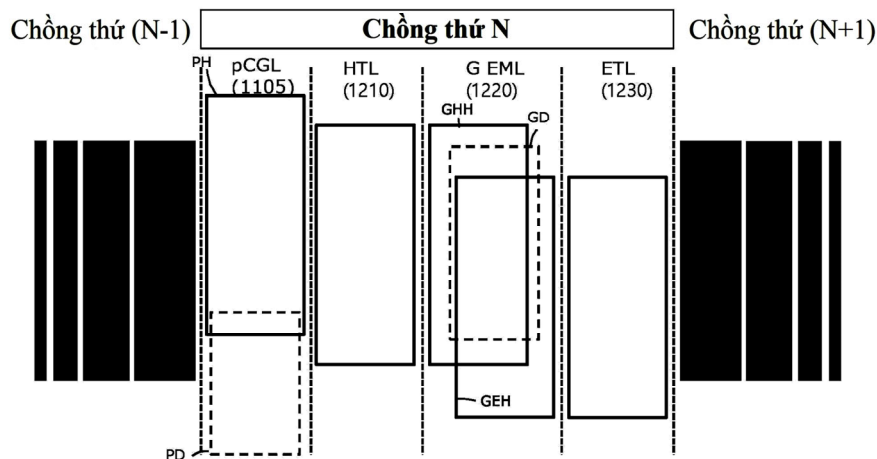 Chồng thứ (N-1)
Chồng thứ N
Chồng thứ (N+1)
PH
pCGL
(1105)
HTL
(1210)
G EML
(1220)
ETL
(1230)
GHH
GD
GEH
PD